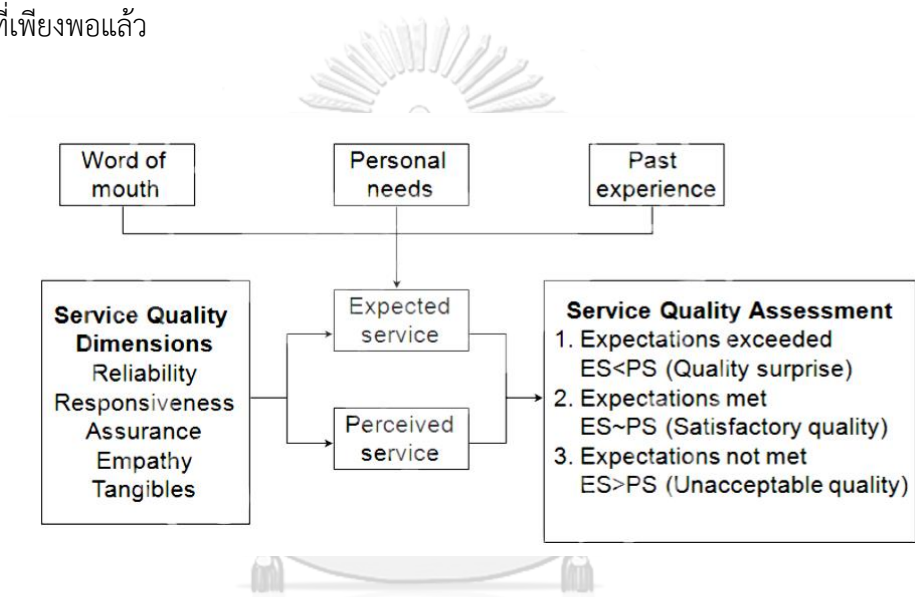 ที่เพียงพอแล้ว
Word of
mouth
Personal
needs
Past
experience
Service Quality
Dimensions
Reliability
Responsiveness
Assurance
Empathy
Tangibles
Expected
service
Perceived
service
Service Quality Assessment
1. Expectations exceeded
ES<PS (Quality surprise)
2. Expectations met
ES~PS (Satisfactory quality)
3. Expectations not met
ES>PS (Unacceptable quality)